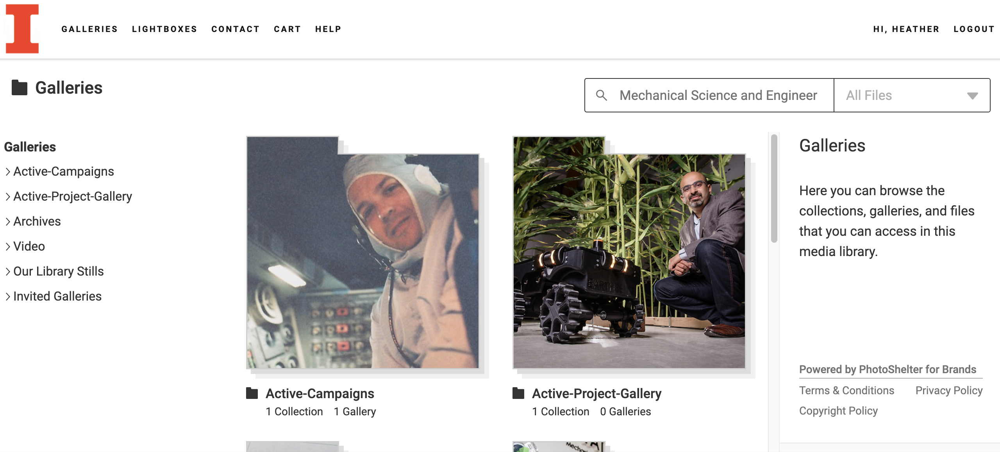 GALLERIES LIGHTBOXES CONTACT CART HELP HI, HEATHER LOGOUT
Galleries
Mechanical Science and Engineer All Files
Galleries
Active-Campaigns
Active-Project-Gallery
Archives
Video
Our Library Stills
Invited Galleries
EARTHSE
Active-Campaigns
1 Collection 1 Gallery
Active-Project-Gallery
1 Collection 0 Galleries
Galleries
Here you can browse the
collections, galleries, and files
that you can access in this
media library.
Powered by PhotoShelter for Brands
Terms & Conditions Privacy Policy
Copyright Policy